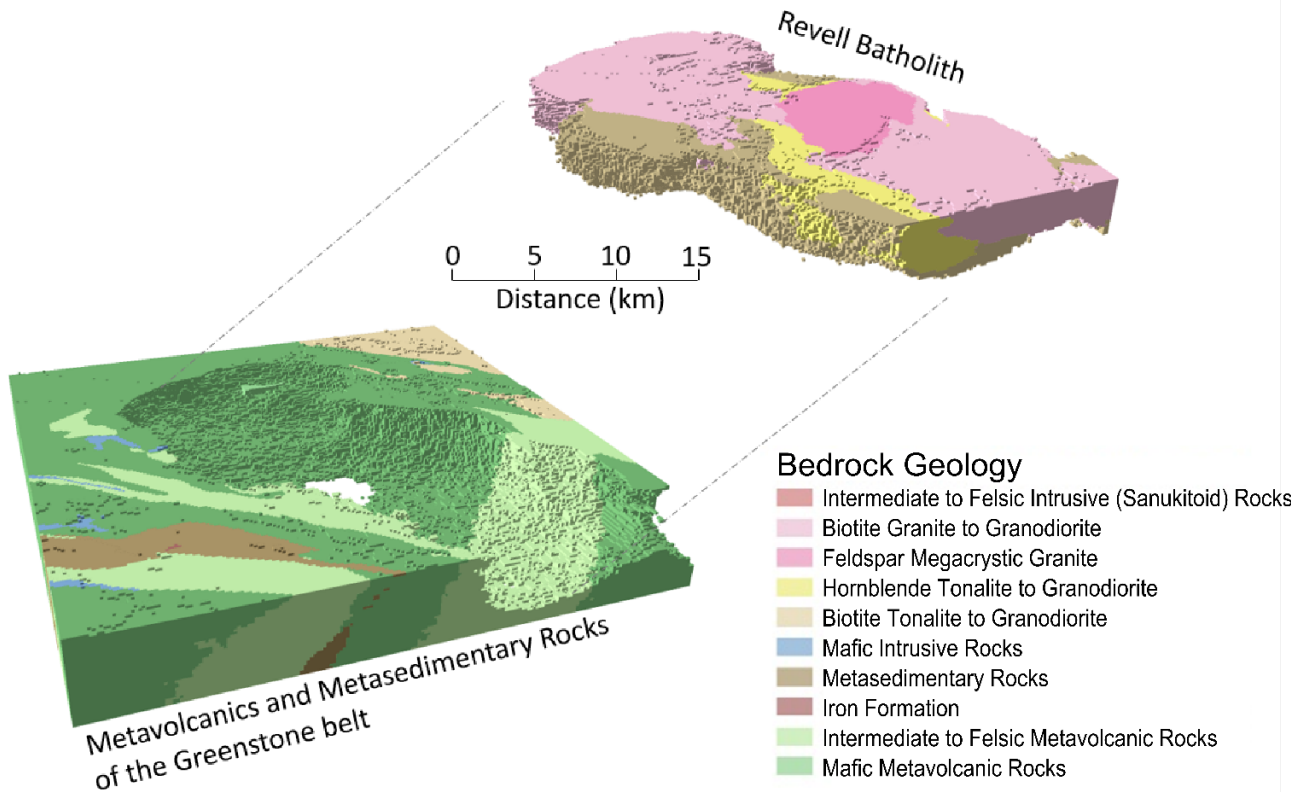 Revell Batholith
0 5 10 15
Distance (km)
Metavolcanics and Metasedimentary Rocks
of the Greenstone belt
Bedrock Geology
Intermediate to Felsic Intrusive (Sanukitoid) Rocks
Biotite Granite to Granodiorite
Feldspar Megacrystic Granite
Hornblende Tonalite to Granodiorite
Biotite Tonalite to Granodiorite
Mafic Intrusive Rocks
Metasedimentary Rocks
Iron Formation
Intermediate to Felsic Metavolcanic Rocks
Mafic Metavolcanic Rocks